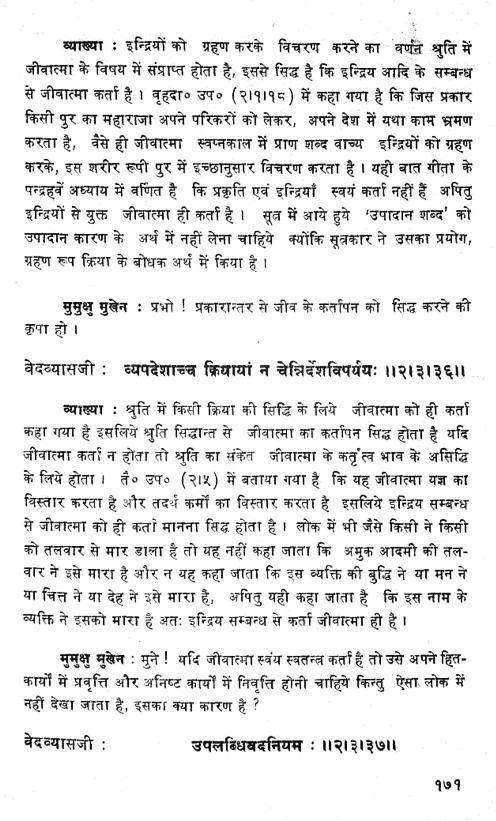 व्याख्या : इन्द्रियों को ग्रहण करके विचरण करने का वर्णन श्रुति में
जीवात्मा के विषय में संप्राप्त होता है, इससे सिद्ध है कि इन्द्रिय आदि के सम्बन्ध
से जीवात्मा कर्ता है । वृहदा० उप० (२।१।१८) में कहा गया है कि जिस प्रकार
किसी पुर का महाराजा अपने परिकरों को लेकर, अपने देश में यथा काम भ्रमण
करता है, वैसे ही जीवात्मा स्वप्नकाल में प्राण शब्द वाच्य इन्द्रियों को ग्रहण
करके, इस शरीर रूपी पुर में इच्छानुसार विचरण करता है । यही बात गीता के
पन्द्रहवें अध्याय में वर्णित है कि प्रकृति एवं इन्द्रियाँ स्वयं कर्ता नहीं हैं अपितु
इन्द्रियों से युक्त जीवात्मा ही कर्ता है । सूत्र में आये हुये 'उपादान शब्द' को
उपादान कारण के अर्थ में नहीं लेना चाहिये क्योंकि सूत्रकार ने उसका प्रयोग,
ग्रहण रूप क्रिया के बोधक अर्थ में किया है ।
मुमुक्षु मुखेन : प्रभो ! प्रकारान्तर से जीव के कर्तापन को सिद्ध करने की
कृपा हो ।
वेदव्यासजी : व्यपदेशाच्च क्रियायां न चेन्निर्देशविपर्ययः ॥२।३।३६॥
व्याख्या : श्रुति में किसी क्रिया की सिद्धि के लिये जीवात्मा को ही कर्ता
कहा गया है इसलिये श्रुति सिद्धान्त से जीवात्मा का कर्तापन सिद्ध होता है यदि
जीवात्मा कर्ता न होता तो श्रुति का संकेत जीवात्मा के कर्तृत्व भाव के असिद्धि
के लिये होता । तै० उप० (२।५) में बताया गया है कि यह जीवात्मा यज्ञ का
विस्तार करता है और तदर्थ कर्मों का विस्तार करता है इसलिये इन्द्रिय सम्बन्ध
से जीवात्मा को ही कर्ता मानना सिद्ध होता है । लोक में भी जैसे किसी ने किसी
को तलवार से मार डाला है तो यह नहीं कहा जाता कि अमुक आदमी की तल-
वार ने इसे मारा है और न यह कहा जाता कि इस व्यक्ति की बुद्धि ने या मन ने
या चित्त ने या देह ने इसे मारा है, अपितु यही कहा जाता है कि इस नाम के
व्यक्ति ने इसको मारा है अतः इन्द्रिय सम्बन्ध से कर्ता जीवात्मा ही है ।
मुमुक्षु मुखेन : मुने ! यदि जीवात्मा स्वंय स्वतन्त्र कर्ता है तो उसे अपने हित-
कार्यों में प्रवृत्ति और अनिष्ट कार्यों में निवृत्ति होनी चाहिये किन्तु ऐसा लोक में
नहीं देखा जाता है, इसका क्या कारण है ?
वेदव्यासजी : उपलब्धिवदनियम : ॥२।३।३७॥
१७१